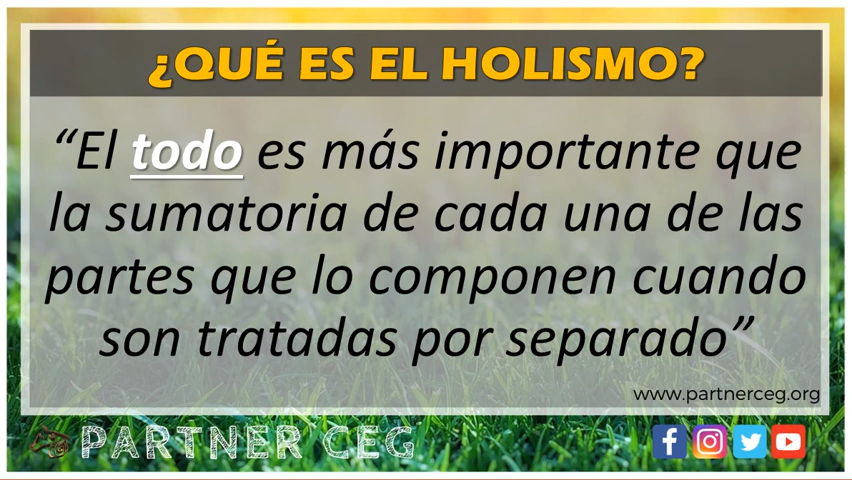 ¿QUÉ ES EL HOLISMO?
“El todo es más importante que
la sumatoria de cada una de las
partes que lo componen cuando
son tratadas por separado”
www.partnerceg.org
PARTNER CEG